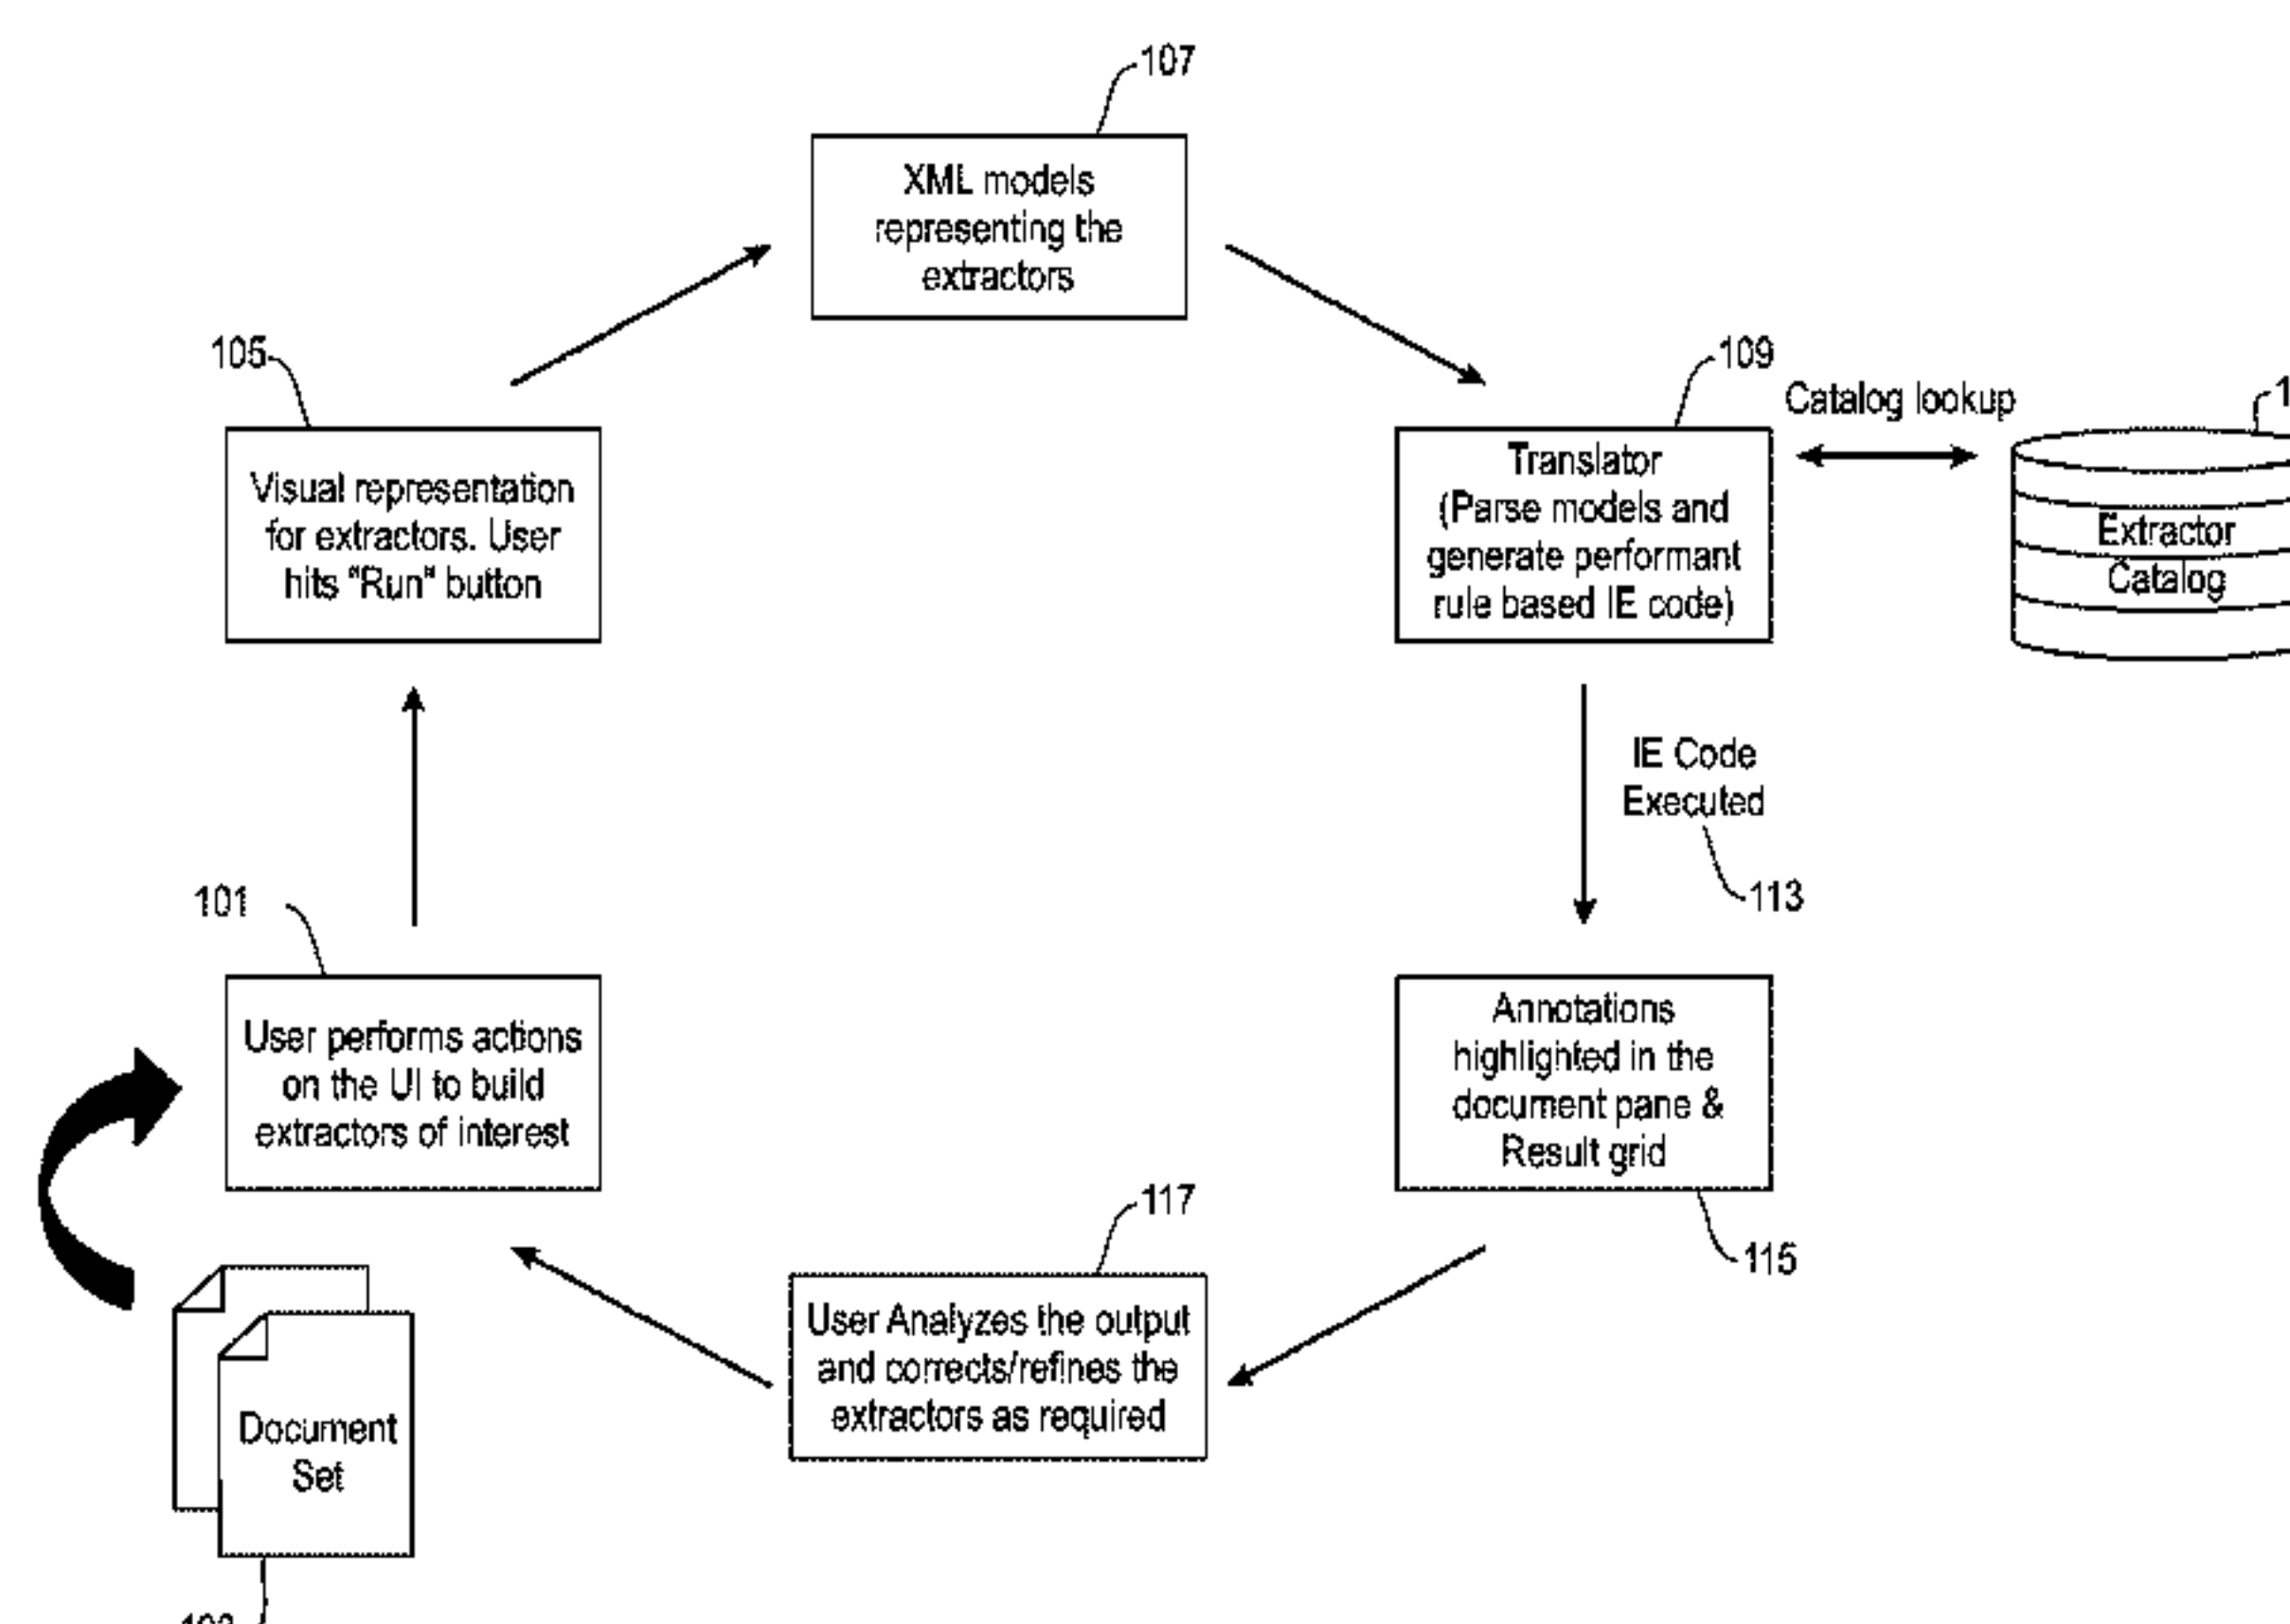 107
XML models
representing the
extractors
105
109
Catalog lookup
Visual representation
for extractors. User
hits "Run" button
Translator
(Parse models and
generate performant
rule based IE code)
Extractor
Catalog
IE Code
Executed
113
101
User performs actions
on the UI to build
extractors of interest
Annotations
highlighted in the
document pane &
Result grid
115
117
User Analyzes the output
and corrects/refines the
extractors as required
Document
Set